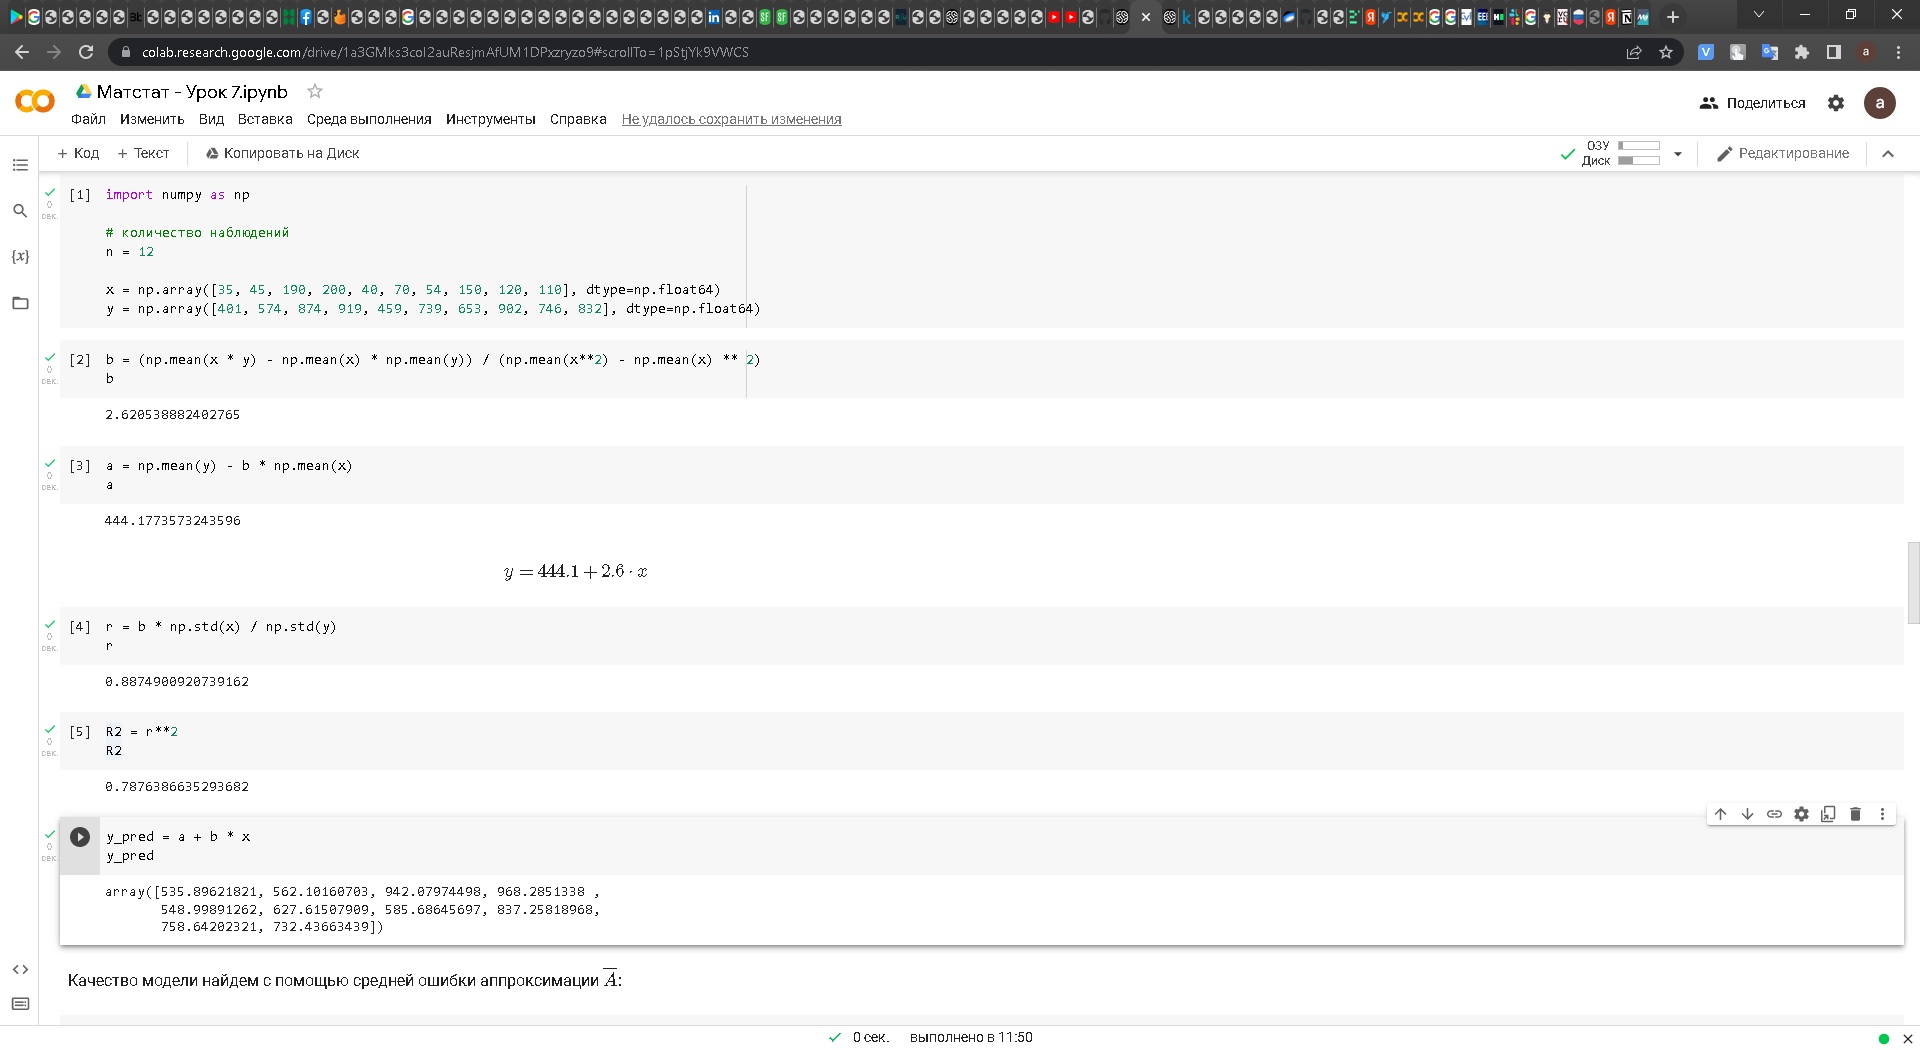 colab.research.google.com/drive/1a3GMks3col2auResjmAfUM1DPxzryzo9#scrollTo=1pStjYk9VWCS
Матстат - Урок 7.ipynb
Поделиться
a
Файл Изменить Вид Вставка Среда выполнения Инструменты Справка Не удалось сохранить изменения
+ Код + Текст Копировать на Диск
ОЗУ
Диск
Редактирование
[1] import numpy as np
# количество наблюдений
n = 12
x = np.array([35, 45, 190, 200, 40, 70, 54, 150, 120, 110], dtype=np.float64)
y = np.array([401, 574, 874, 919, 459, 739, 653, 902, 746, 832], dtype=np.float64)
[2] b = (np.mean(x * y) - np.mean(x) * np.mean(y)) / (np.mean(x**2) - np.mean(x) ** 2)
b
2.620538882402765
[3] a = np.mean(y) - b * np.mean(x)
a
444.1773573243596
y = 444.1 + 2.6 · x
[4] r = b * np.std(x) / np.std(y)
r
0.8874900920739162
[5] R2 = r**2
R2
0.7876386635293682
y_pred = a + b * x
y_pred
array([535.89621821, 562.10160703, 942.07974498, 968.2851338 ,
548.99891262, 627.61507909, 585.68645697, 837.25818968,
758.64202321, 732.43663439])
Качество модели найдем с помощью средней ошибки аппроксимации A̅:
0 сек. выполнено в 11:50